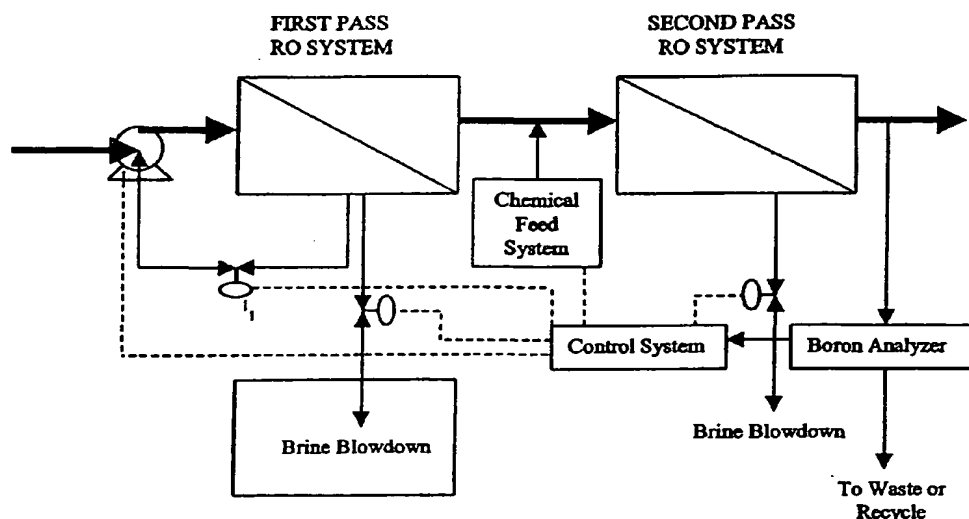 FIRST PASS
RO SYSTEM
SECOND PASS
RO SYSTEM
Chemical
Feed
System
Control System
Boron Analyzer
Brine Blowdown
Brine Blowdown
To Waste or
Recycle